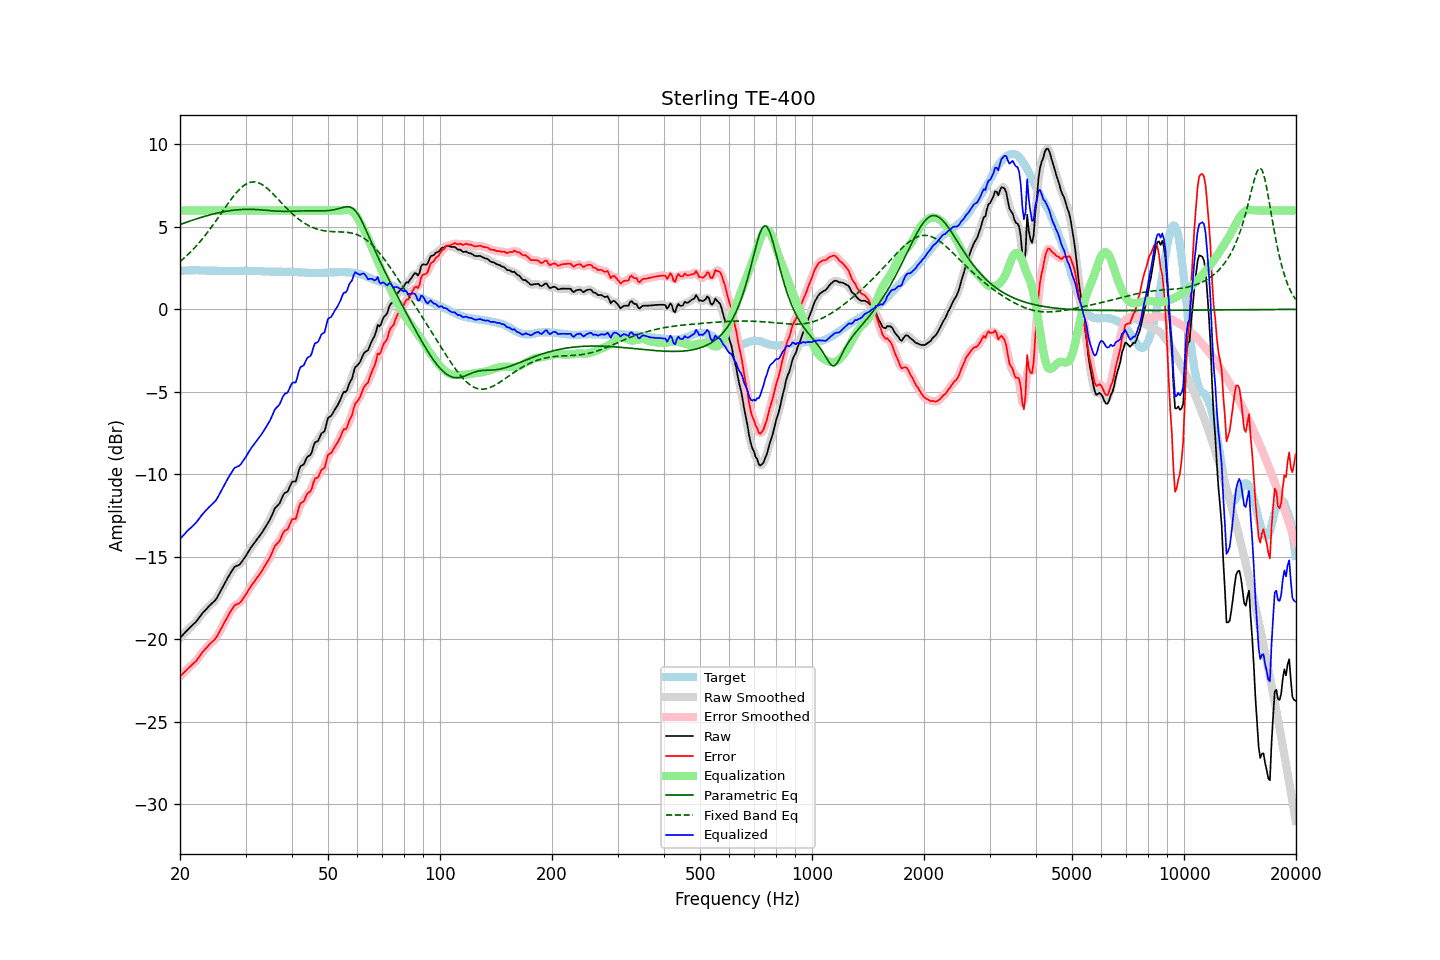 Sterling TE-400
Amplitude (dBr)
10
5
0
−5
−10
−15
−20
−25
−30
Target
Raw Smoothed
Error Smoothed
Raw
Error
Equalization
Parametric Eq
Fixed Band Eq
Equalized
20
50
100
200
500
1000
2000
5000
10000
20000
Frequency (Hz)